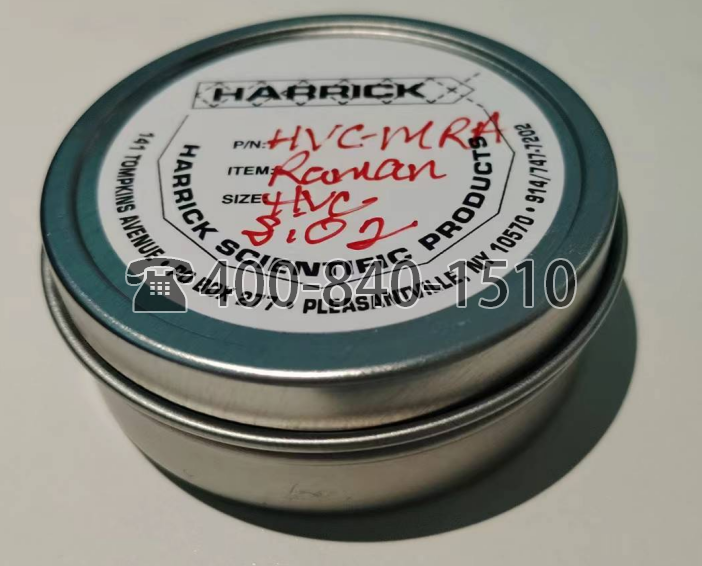 HARRICK
P/N: HVC-MRA
ITEM: Raman
SIZE: HVC
SiO2
HARRICK SCIENTIFIC PRODUCTS
141 TOMPKINS AVENUE • PO BOX 277 • PLEASANTVILLE, NY 10570 • 914/747-7202
☎400-840-1510